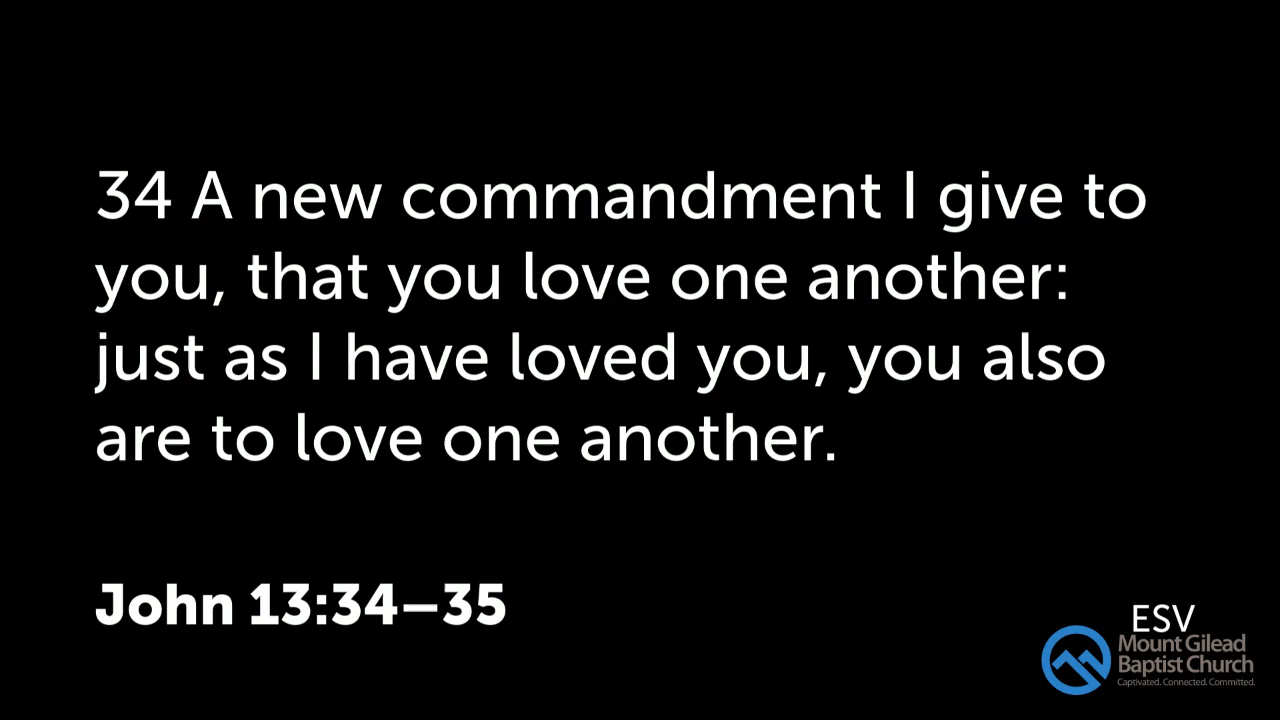 34 A new commandment I give to
you, that you love one another:
just as I have loved you, you also
are to love one another.
John 13:34–35
ESV
Mount Gilead
Baptist Church
Captivated. Connected. Committed.